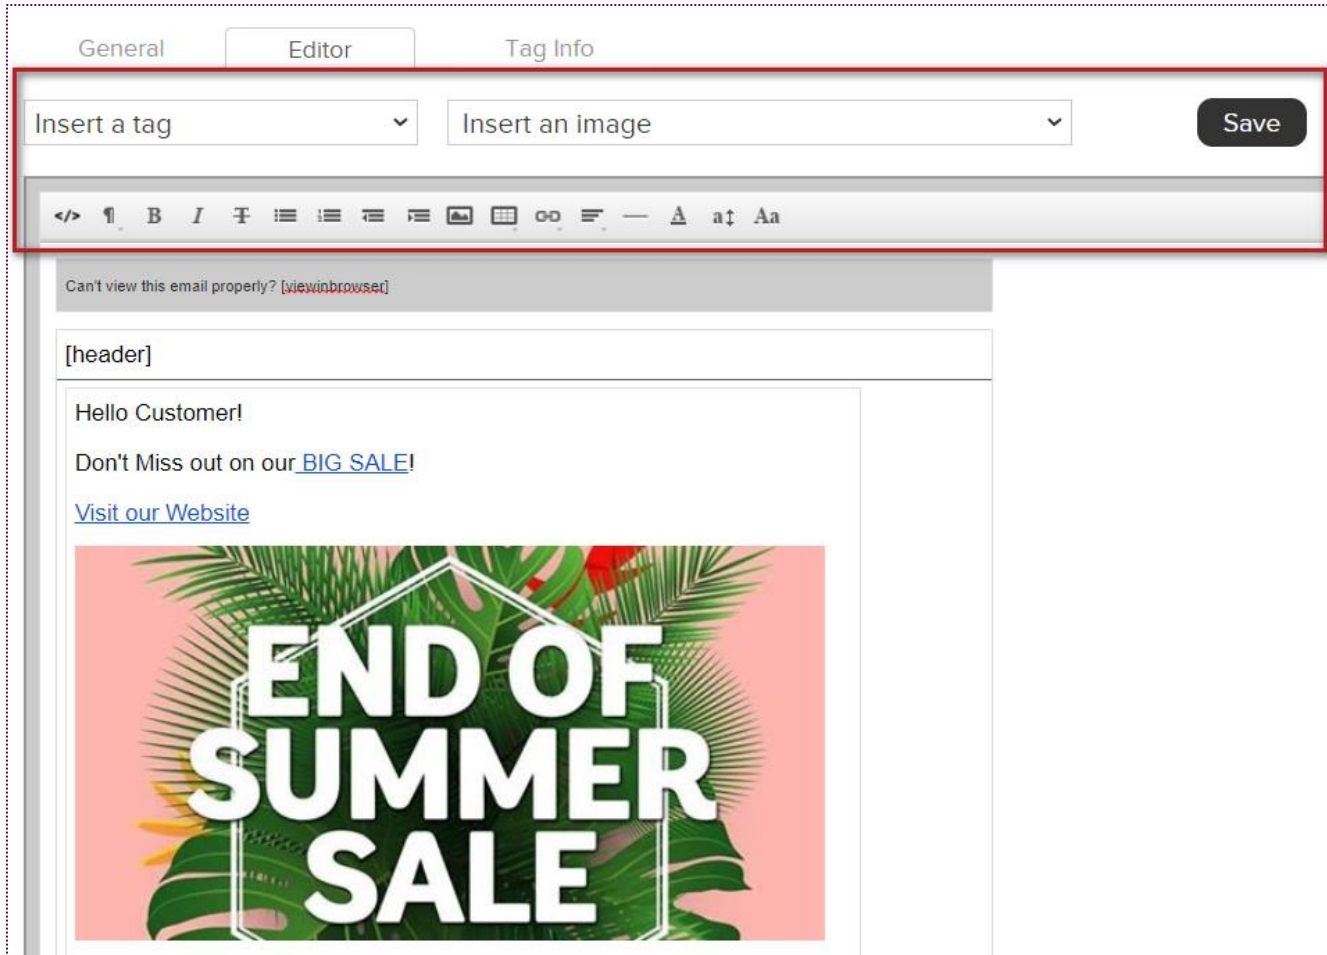 General Editor Tag Info
Insert a tag Insert an image Save
</> ¶ B I T A a↕ Aa
Can't view this email properly? [viewinbrowser]
[header]
Hello Customer!
Don't Miss out on our BIG SALE!
Visit our Website
END OF
SUMMER
SALE